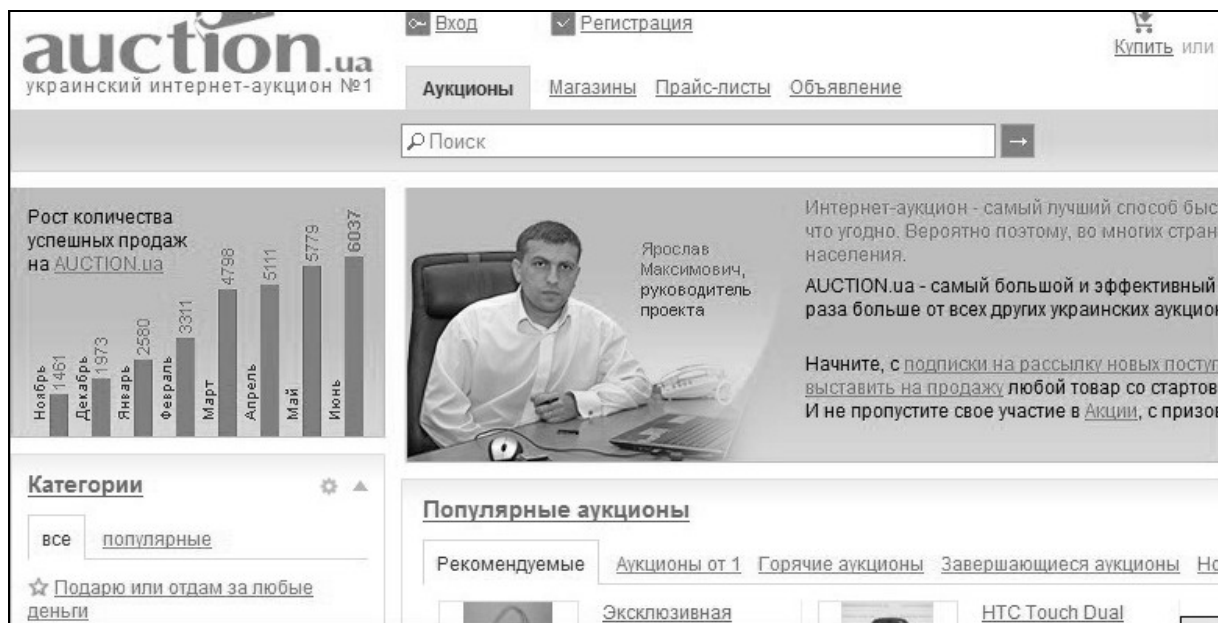 auction.ua
украинский интернет-аукцион №1
Вход
Регистрация
Купить или
Аукционы
Магазины
Прайс-листы
Объявление
Поиск
Рост количества
успешных продаж
на AUCTION.ua
Ноябрь 1461
Декабрь 1973
Январь 2580
Февраль 3311
Март 4798
Апрель 5111
Май 5779
Июнь 6037
Ярослав
Максимович,
руководитель
проекта
Интернет-аукцион - самый лучший способ быс
что угодно. Вероятно поэтому, во многих стран
населения.
AUCTION.ua - самый большой и эффективный
раза больше от всех других украинских аукцио
Начните, с подписки на рассылку новых посту
выставить на продажу любой товар со стартов
И не пропустите свое участие в Акции, с призо
Категории
все
популярные
Подарю или отдам за любые
деньги
Популярные аукционы
Рекомендуемые
Аукционы от 1
Горячие аукционы
Завершающиеся аукционы
Но
Эксклюзивная
HTC Touch Dual